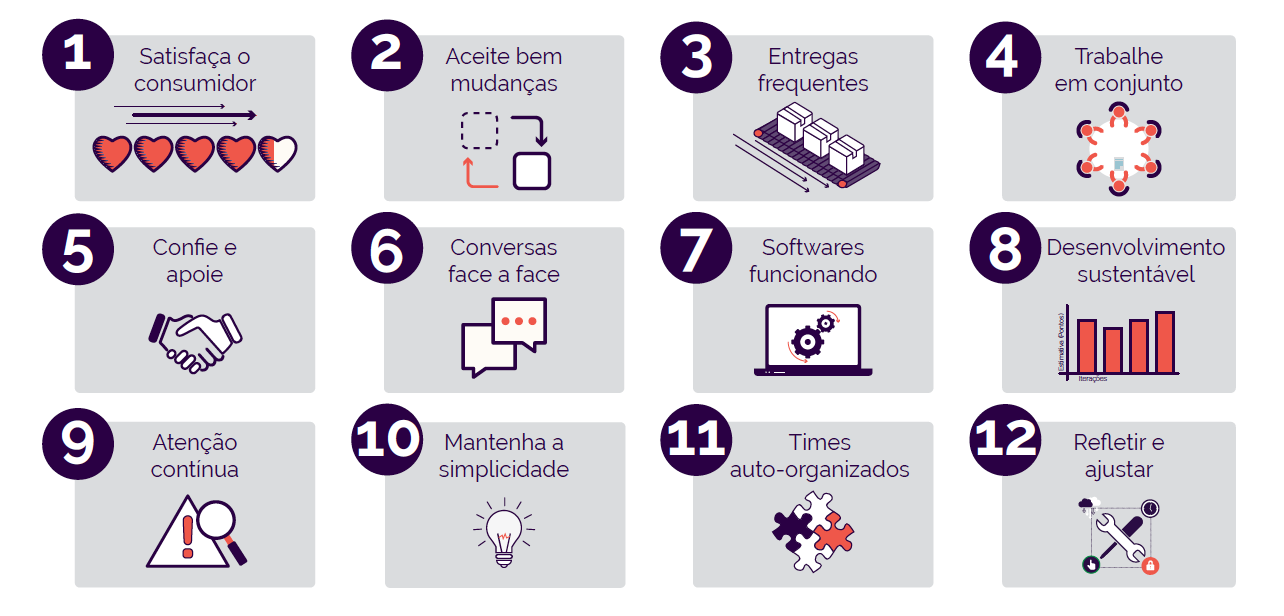 1
Satisfaça o
consumidor
2
Aceite bem
mudanças
3
Entregas
frequentes
4
Trabalhe
em conjunto
5
Confie e
apoie
6
Conversas
face a face
7
Softwares
funcionando
8
Desenvolvimento
sustentável
Estimativa (Pontos)
Iterações
9
Atenção
contínua
10
Mantenha a
simplicidade
11
Times
auto-organizados
12
Refletir e
ajustar